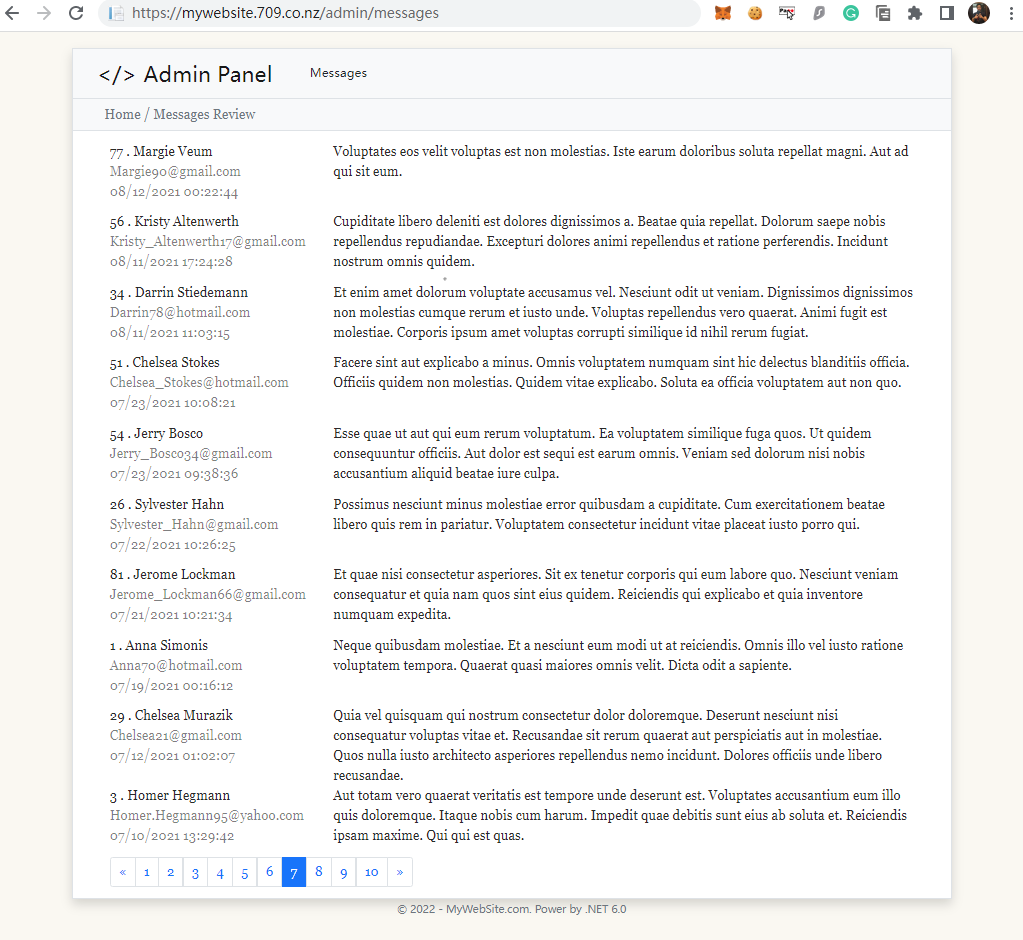 https://mywebsite.709.co.nz/admin/messages
</> Admin Panel
Messages
Home / Messages Review
77 . Margie Veum
Margie90@gmail.com
08/12/2021 00:22:44
Voluptates eos velit voluptas est non molestias. Iste earum doloribus soluta repellat magni. Aut ad
qui sit eum.
56 . Kristy Altenwerth
Kristy_Altenwerth17@gmail.com
08/11/2021 17:24:28
Cupiditate libero deleniti est dolores dignissimos a. Beatae quia repellat. Dolorum saepe nobis
repellendus repudiandae. Excepturi dolores animi repellendus et ratione perferendis. Incidunt
nostrum omnis quidem.
34 . Darrin Stiedemann
Darrin78@hotmail.com
08/11/2021 11:03:15
Et enim amet dolorum voluptate accusamus vel. Nesciunt odit ut veniam. Dignissimos dignissimos
non molestias cumque rerum et iusto unde. Voluptas repellendus vero quaerat. Animi fugit est
molestiae. Corporis ipsum amet voluptas corrupti similique id nihil rerum fugiat.
51 . Chelsea Stokes
Chelsea_Stokes@hotmail.com
07/23/2021 10:08:21
Facere sint aut explicabo a minus. Omnis voluptatem numquam sint hic delectus blanditiis officia.
Officiis quidem non molestias. Quidem vitae explicabo. Soluta ea officia voluptatem aut non quo.
54 . Jerry Bosco
Jerry_Bosco34@gmail.com
07/23/2021 09:38:36
Esse quae ut aut qui eum rerum voluptatum. Ea voluptatem similique fuga quos. Ut quidem
consequuntur officiis. Aut dolor est sequi est earum omnis. Veniam sed dolorum nisi nobis
accusantium aliquid beatae iure culpa.
26 . Sylvester Hahn
Sylvester_Hahn@gmail.com
07/22/2021 10:26:25
Possimus nesciunt minus molestiae error quibusdam a cupiditate. Cum exercitationem beatae
libero quis rem in pariatur. Voluptatem consectetur incidunt vitae placeat iusto porro qui.
81 . Jerome Lockman
Jerome_Lockman66@gmail.com
07/21/2021 10:21:34
Et quae nisi consectetur asperiores. Sit ex tenetur corporis qui eum labore quo. Nesciunt veniam
consequatur et quia nam quos sint eius quidem. Reiciendis qui explicabo et quia inventore
numquam expedita.
1 . Anna Simonis
Anna70@hotmail.com
07/19/2021 00:16:12
Neque quibusdam molestiae. Et a nesciunt eum modi ut at reiciendis. Omnis illo vel iusto ratione
voluptatem tempora. Quaerat quasi maiores omnis velit. Dicta odit a sapiente.
29 . Chelsea Murazik
Chelsea21@gmail.com
07/12/2021 01:02:07
Quia vel quisquam qui nostrum consectetur dolor doloremque. Deserunt nesciunt nisi
consequatur voluptas vitae et. Recusandae sit rerum quaerat aut perspiciatis aut in molestiae.
Quos nulla iusto architecto asperiores repellendus nemo incidunt. Dolores officiis unde libero
recusandae.
3 . Homer Hegmann
Homer.Hegmann95@yahoo.com
07/10/2021 13:29:42
Aut totam vero quaerat veritatis est tempore unde deserunt est. Voluptates accusantium eum illo
quis doloremque. Itaque nobis cum harum. Impedit quae debitis sunt eius ab soluta et. Reiciendis
ipsam maxime. Qui qui est quas.
« 1 2 3 4 5 6 7 8 9 10 »
© 2022 - MyWebSite.com. Power by .NET 6.0